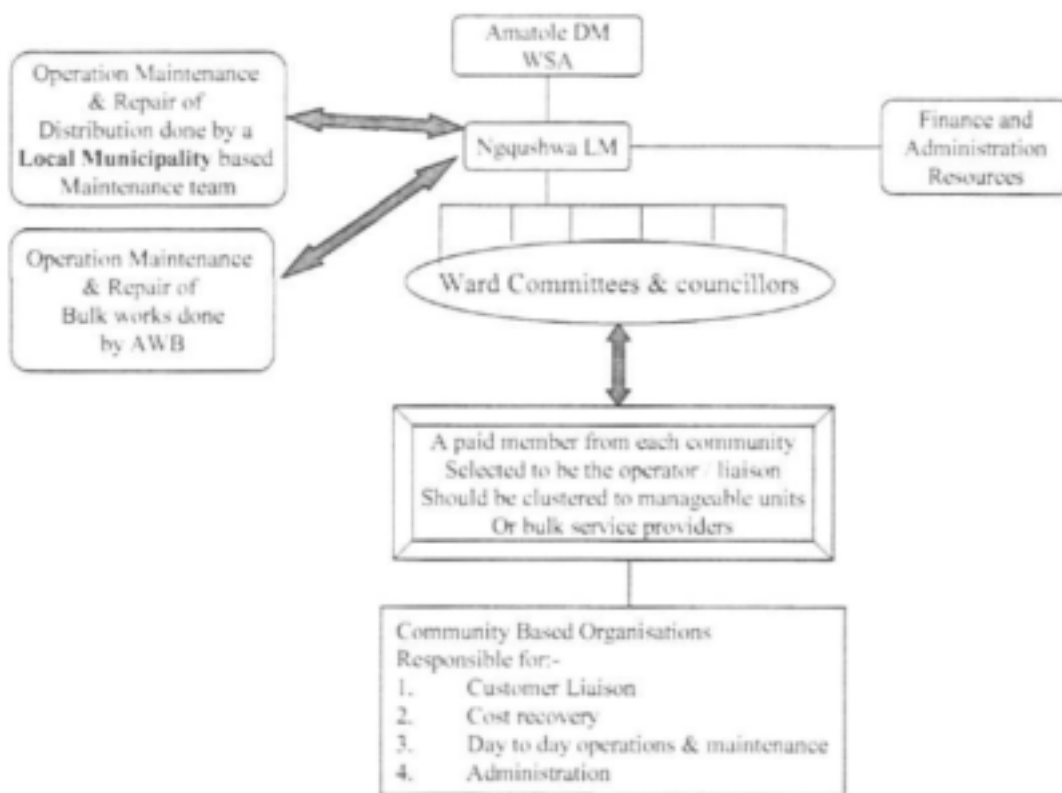 Amatole DM
WSA
Operation Maintenance
& Repair of
Distribution done by a
Local Municipality based
Maintenance team
Ngqushwa LM
Finance and
Administration
Resources
Operation Maintenance
& Repair of
Bulk works done
by AWB
Ward Committees & councillors
A paid member from each community
Selected to be the operator / liaison
Should be clustered to manageable units
Or bulk service providers
Community Based Organisations
Responsible for:-
1. Customer Liaison
2. Cost recovery
3. Day to day operations & maintenance
4. Administration